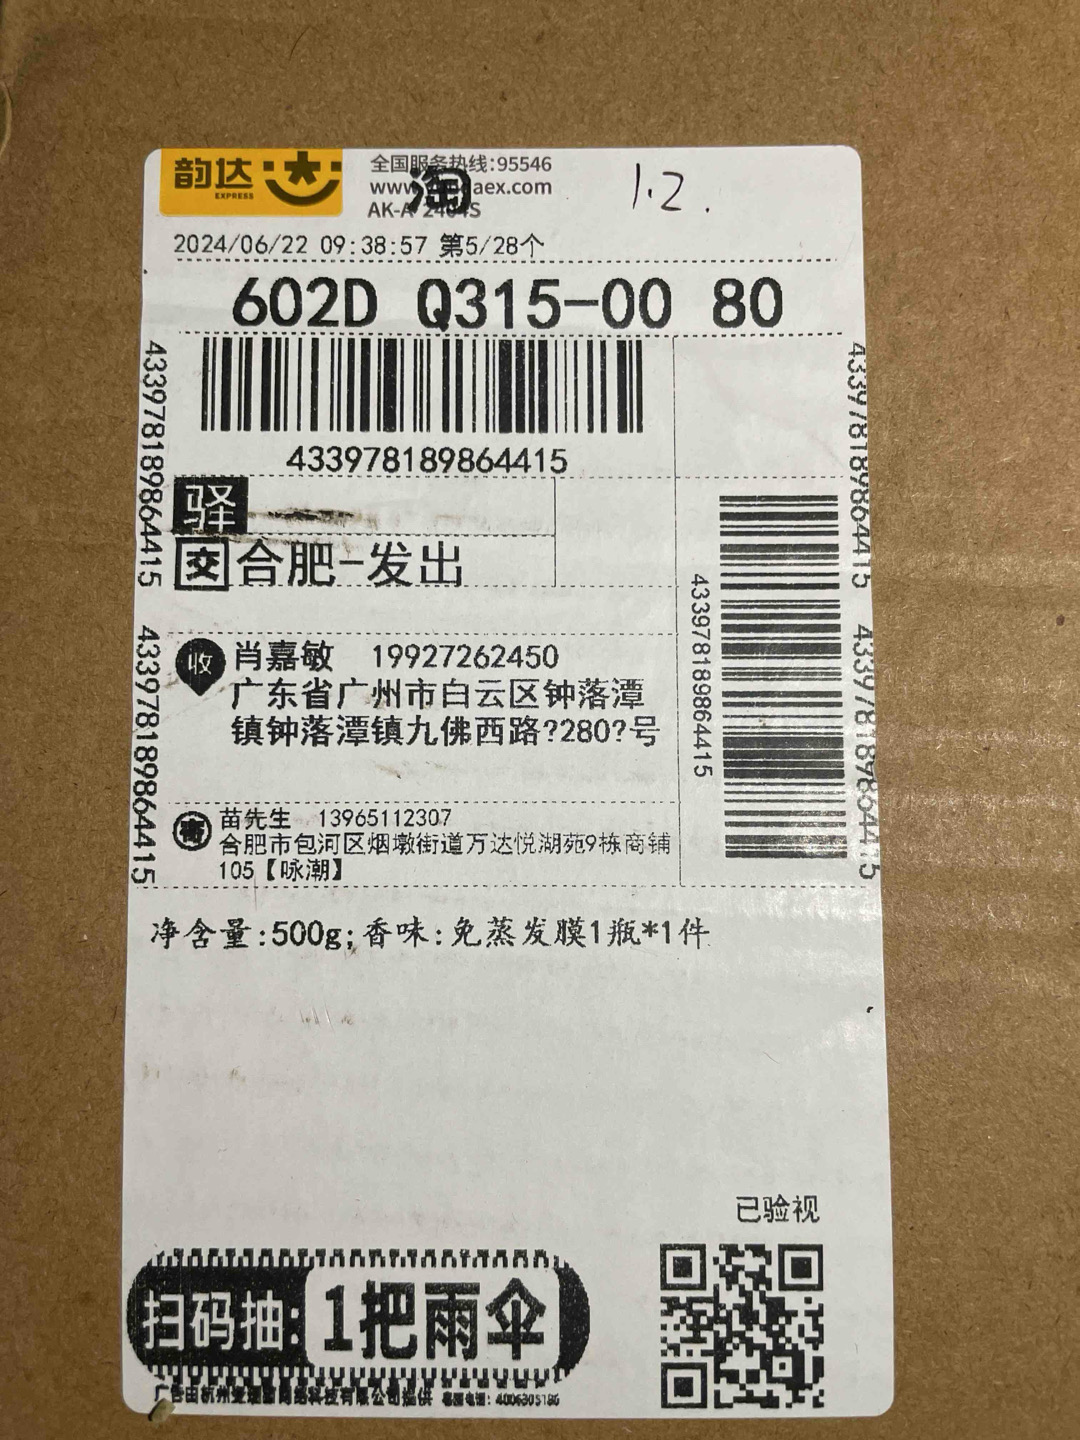 韵达
EXPRESS
全国服务热线:95546
淘
1.2.
2024/06/22 09:38:57 第5/28个
602D Q315-00 80
433978189864415
433978189864415
433978189864415
433978189864415
433978189864415
433978189864415
驿
交 合肥-发出
收 肖嘉敏 19927262450
广东省广州市白云区钟落潭
镇钟落潭镇九佛西路?280?号
寄 苗先生 13965112307
合肥市包河区烟墩街道万达悦湖苑9栋商铺
105【咏潮】
净含量:500g;香味:免蒸发膜1瓶*1件
已验视
扫码抽:1把雨伞